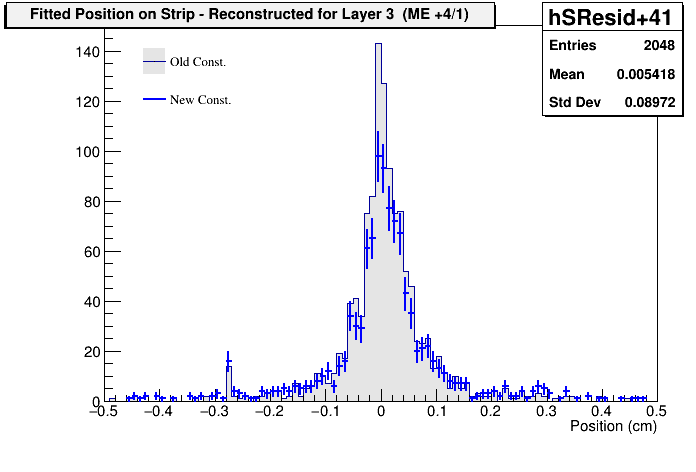 Fitted Position on Strip - Reconstructed for Layer 3 (ME +4/1)
hSResid+41
Entries 2048
Mean 0.005418
Std Dev 0.08972
Old Const.
New Const.
140
120
100
80
60
40
20
0
−0.5 −0.4 −0.3 −0.2 −0.1 0 0.1 0.2 0.3 0.4 0.5
Position (cm)